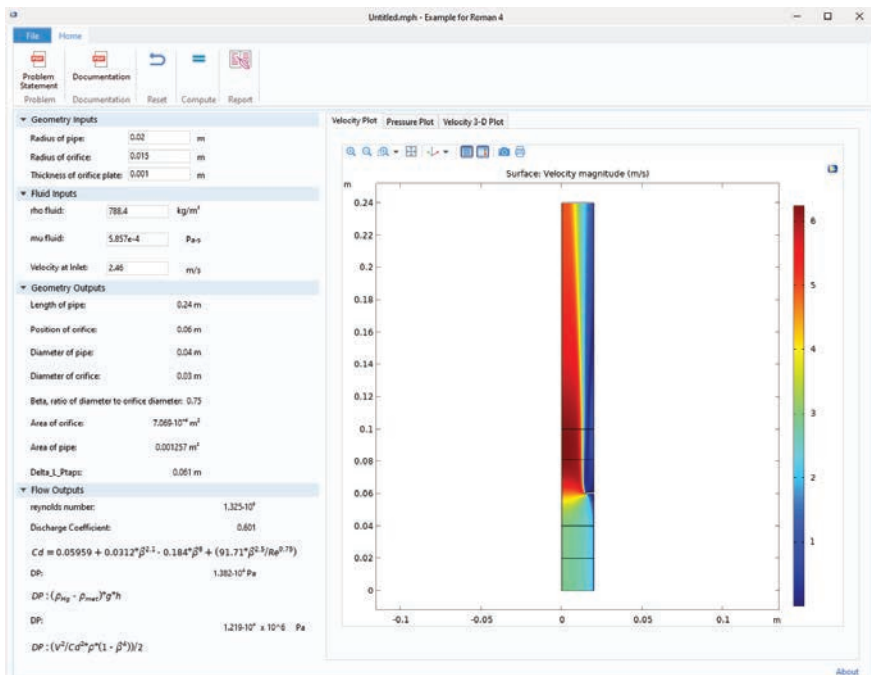 Untitled.mph - Example for Roman 4
File Home
Problem Statement
Documentation
Problem Documentation Reset Compute Report
Geometry Inputs
Radius of pipe: 0.02 m
Radius of orifice: 0.015 m
Thickness of orifice plate: 0.001 m
Fluid Inputs
rho fluid: 788.4 kg/m³
mu fluid: 5.857e-4 Pa·s
Velocity at Inlet: 2.46 m/s
Geometry Outputs
Length of pipe: 0.24 m
Position of orifice: 0.06 m
Diameter of pipe: 0.04 m
Diameter of orifice: 0.03 m
Beta, ratio of diameter to orifice diameter: 0.75
Area of orifice: 7.069·10⁻⁴ m²
Area of pipe: 0.001257 m²
Delta_L_Ptaps: 0.061 m
Flow Outputs
reynolds number:
Discharge Coefficient: 0.601
Cd = 0.05959 + 0.0312*β^2.1 - 0.184*β^8 + (91.71*β^2.5/Re^0.75)
DP: 1.382·10⁴ Pa
DP : (ρHg - ρmet)*g*h
DP:
x 10^6 Pa
DP : (V²/Cd²*ρ*(1 - β⁴))/2
Velocity Plot Pressure Plot Velocity 3-D Plot
Surface: Velocity magnitude (m/s)
m
0.24
0.22
0.2
0.18
0.16
0.14
0.12
0.1
0.08
0.06
0.04
0.02
0
-0.1 -0.05 0 0.05 0.1 m
6
5
4
3
2
1
About